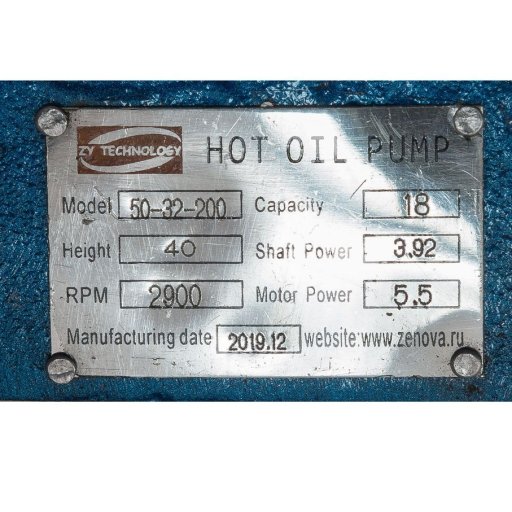 ZY TECHNOLOGY HOT OIL PUMP
Model 50-32-200 Capacity 18
Height 40 Shaft Power 3.92
RPM 2900 Motor Power 5.5
Manufacturing date 2019.12 website:www.zenova.ru